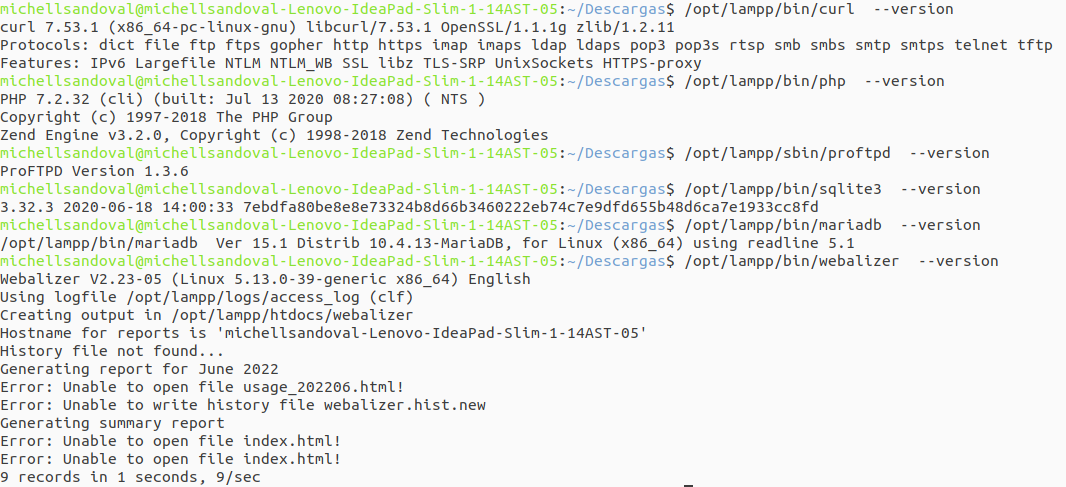 michellsandoval@michellsandoval-Lenovo-IdeaPad-Slim-1-14AST-05:~/Descargas$ /opt/lampp/bin/curl  --version
curl 7.53.1 (x86_64-pc-linux-gnu) libcurl/7.53.1 OpenSSL/1.1.1g zlib/1.2.11
Protocols: dict file ftp ftps gopher http https imap imaps ldap ldaps pop3 pop3s rtsp smb smbs smtp smtps telnet tftp
Features: IPv6 Largefile NTLM NTLM_WB SSL libz TLS-SRP UnixSockets HTTPS-proxy
michellsandoval@michellsandoval-Lenovo-IdeaPad-Slim-1-14AST-05:~/Descargas$ /opt/lampp/bin/php  --version
PHP 7.2.32 (cli) (built: Jul 13 2020 08:27:08) ( NTS )
Copyright (c) 1997-2018 The PHP Group
Zend Engine v3.2.0, Copyright (c) 1998-2018 Zend Technologies
michellsandoval@michellsandoval-Lenovo-IdeaPad-Slim-1-14AST-05:~/Descargas$ /opt/lampp/sbin/proftpd  --version
ProFTPD Version 1.3.6
michellsandoval@michellsandoval-Lenovo-IdeaPad-Slim-1-14AST-05:~/Descargas$ /opt/lampp/bin/sqlite3  --version
3.32.3 2020-06-18 14:00:33 7ebdfa80be8e8e73324b8d66b3460222eb74c7e9dfd655b48d6ca7e1933cc8fd
michellsandoval@michellsandoval-Lenovo-IdeaPad-Slim-1-14AST-05:~/Descargas$ /opt/lampp/bin/mariadb  --version
/opt/lampp/bin/mariadb  Ver 15.1 Distrib 10.4.13-MariaDB, for Linux (x86_64) using readline 5.1
michellsandoval@michellsandoval-Lenovo-IdeaPad-Slim-1-14AST-05:~/Descargas$ /opt/lampp/bin/webalizer  --version
Webalizer V2.23-05 (Linux 5.13.0-39-generic x86_64) English
Using logfile /opt/lampp/logs/access_log (clf)
Creating output in /opt/lampp/htdocs/webalizer
Hostname for reports is 'michellsandoval-Lenovo-IdeaPad-Slim-1-14AST-05'
History file not found...
Generating report for June 2022
Error: Unable to open file usage_202206.html!
Error: Unable to write history file webalizer.hist.new
Generating summary report
Error: Unable to open file index.html!
Error: Unable to open file index.html!
9 records in 1 seconds, 9/sec